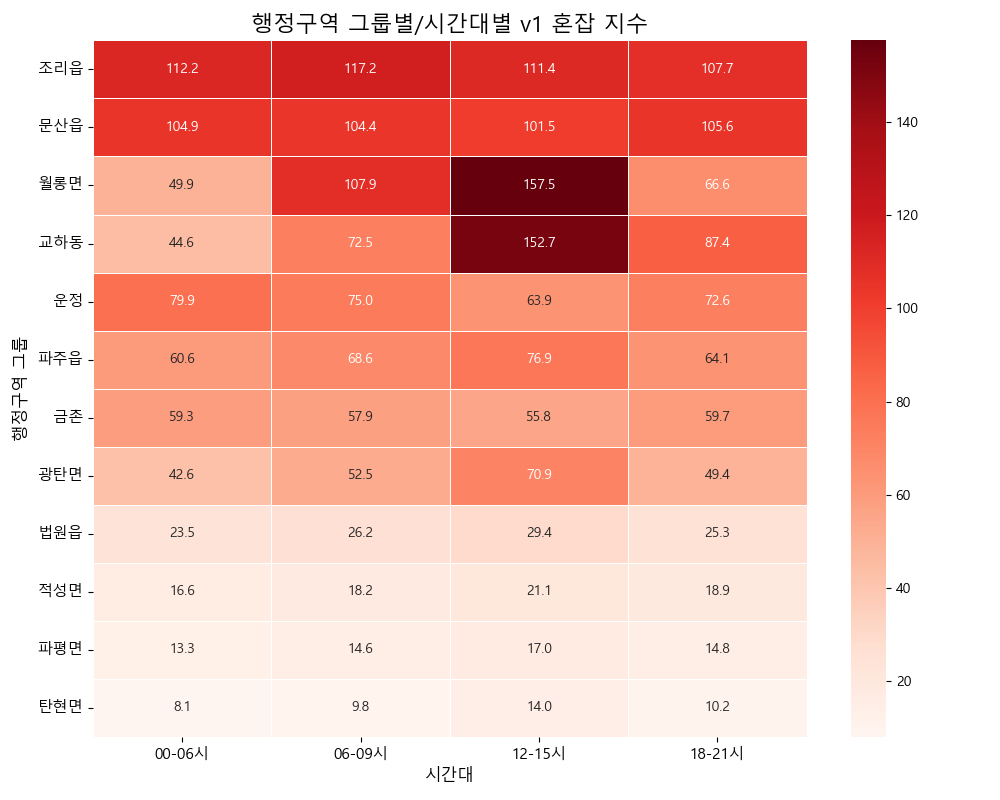 행정구역 그룹별/시간대별 v1 혼잡 지수
조리읍 112.2 117.2 111.4 107.7
문산읍 104.9 104.4 101.5 105.6
월롱면 49.9 107.9 157.5 66.6
교하동 44.6 72.5 152.7 87.4
운정 79.9 75.0 63.9 72.6
파주읍 60.6 68.6 76.9 64.1
금촌 59.3 57.9 55.8 59.7
광탄면 42.6 52.5 70.9 49.4
법원읍 23.5 26.2 29.4 25.3
적성면 16.6 18.2 21.1 18.9
파평면 13.3 14.6 17.0 14.8
탄현면 8.1 9.8 14.0 10.2
00-06시 06-09시 12-15시 18-21시
시간대
행정구역 그룹
140
120
100
80
60
40
20